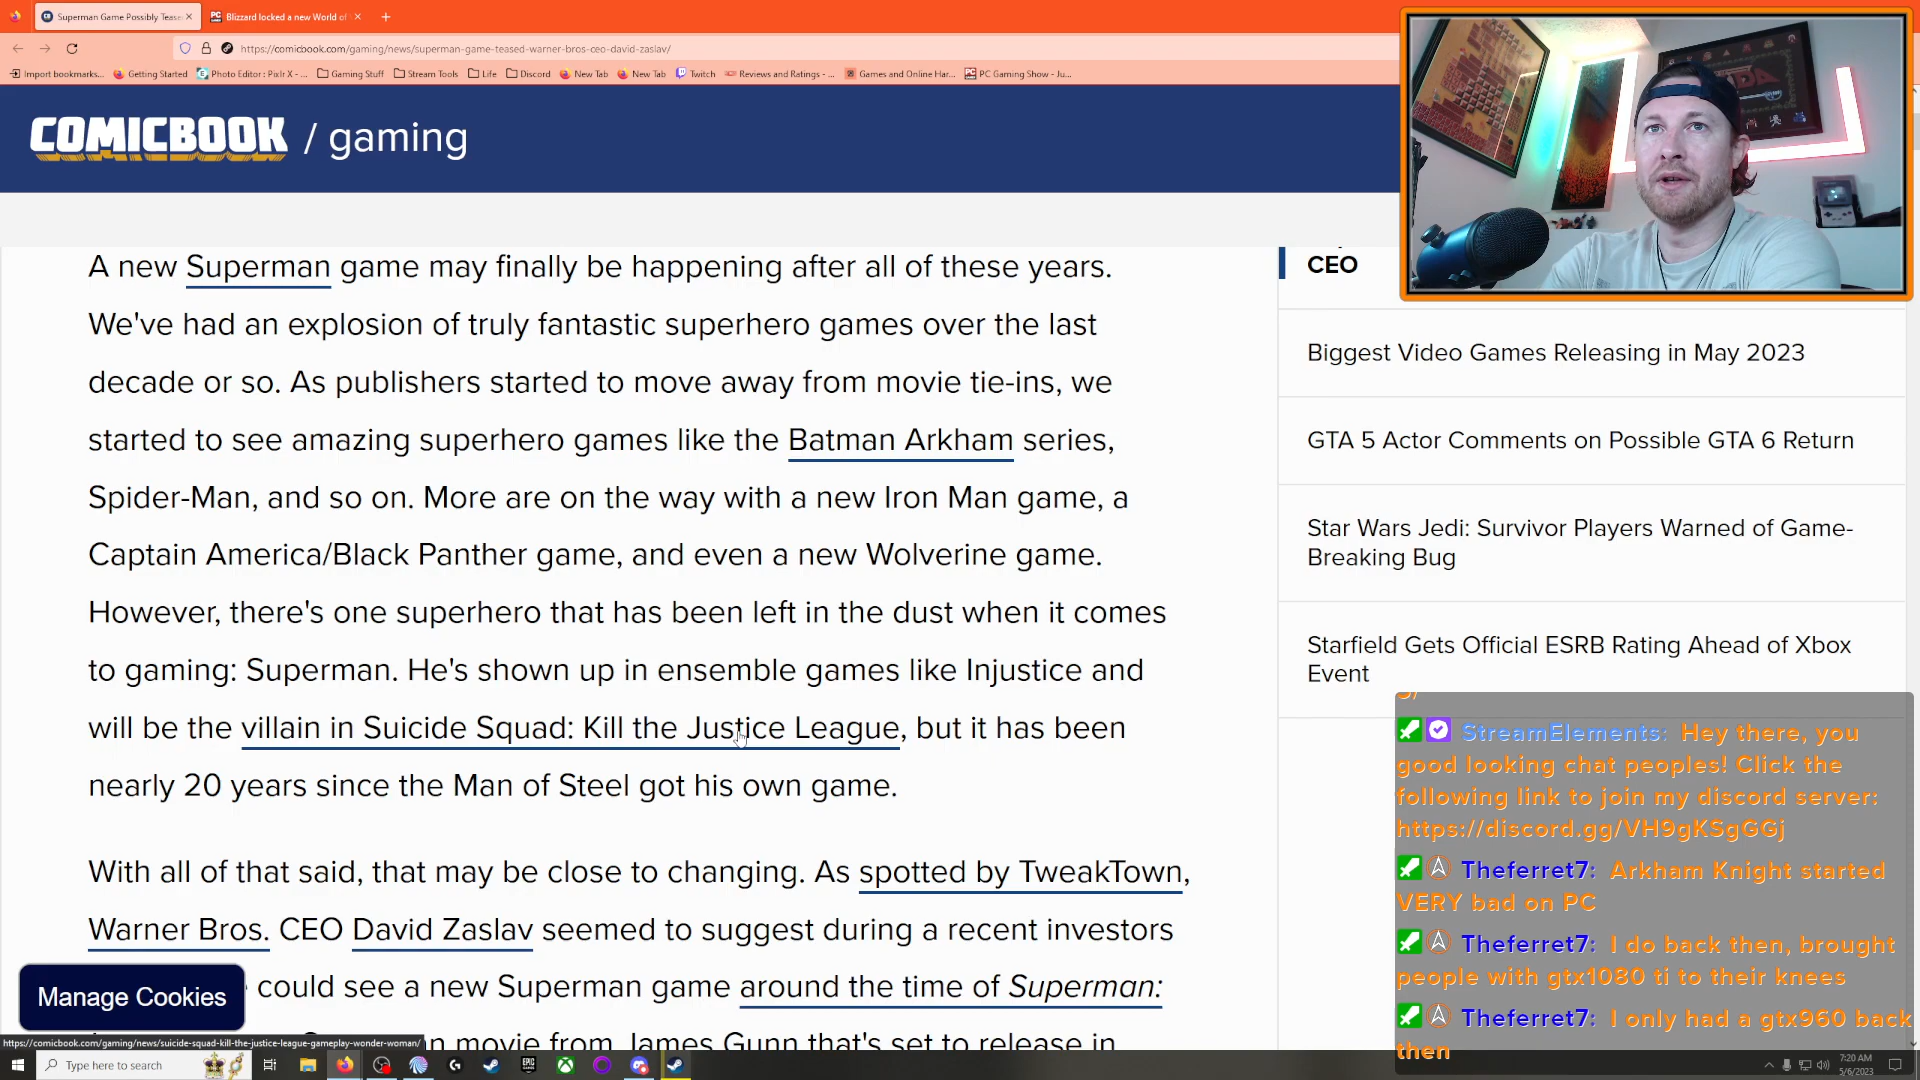 Superman Game Possibly Tease
Blizzard locked a new World of
https://comicbook.com/gaming/news/superman-game-teased-warner-bros-ceo-david-zaslav/
Import bookmarks... Getting Started Photo Editor : Pixlr X - ... Gaming Stuff Stream Tools Life Discord New Tab New Tab Twitch Reviews and Ratings - ... Games and Online Har... PC Gaming Show - Ju...
COMICBOOK / gaming
A new Superman game may finally be happening after all of these years.
We've had an explosion of truly fantastic superhero games over the last
decade or so. As publishers started to move away from movie tie-ins, we
started to see amazing superhero games like the Batman Arkham series,
Spider-Man, and so on. More are on the way with a new Iron Man game, a
Captain America/Black Panther game, and even a new Wolverine game.
However, there's one superhero that has been left in the dust when it comes
to gaming: Superman. He's shown up in ensemble games like Injustice and
will be the villain in Suicide Squad: Kill the Justice League, but it has been
nearly 20 years since the Man of Steel got his own game.
With all of that said, that may be close to changing. As spotted by TweakTown,
Warner Bros. CEO David Zaslav seemed to suggest during a recent investors
could see a new Superman game around the time of Superman:
movie from James Gunn that's set to release in
Manage Cookies
https://comicbook.com/gaming/news/suicide-squad-kill-the-justice-league-gameplay-wonder-woman/
CEO
Biggest Video Games Releasing in May 2023
GTA 5 Actor Comments on Possible GTA 6 Return
Star Wars Jedi: Survivor Players Warned of Game-
Breaking Bug
Starfield Gets Official ESRB Rating Ahead of Xbox
Event
StreamElements: Hey there, you
good looking chat peoples! Click the
following link to join my discord server:
https://discord.gg/VH9gKSgGGj
Theferret7: Arkham Knight started
VERY bad on PC
Theferret7: I do back then, brought
people with gtx1080 ti to their knees
Theferret7: I only had a gtx960 back
then
Type here to search
7:20 AM
5/6/2023